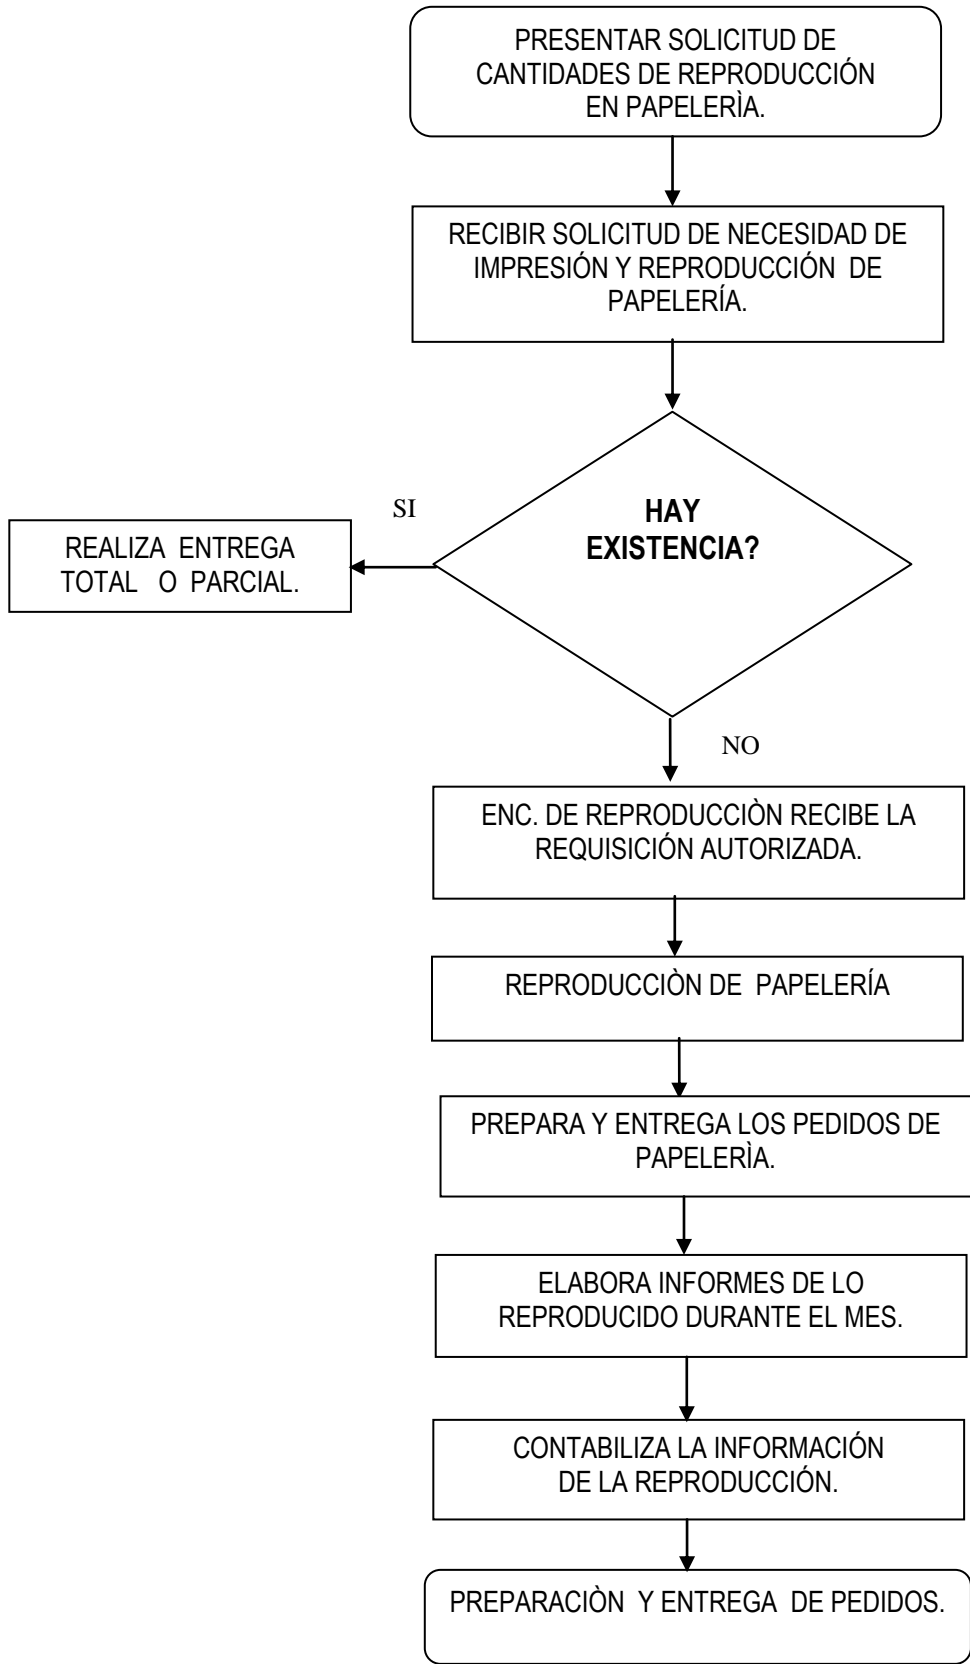 PRESENTAR SOLICITUD DE
CANTIDADES DE REPRODUCCIÓN
EN PAPELERÌA.
RECIBIR SOLICITUD DE NECESIDAD DE
IMPRESIÓN Y REPRODUCCIÓN DE
PAPELERÍA.
HAY
EXISTENCIA?
SI
REALIZA ENTREGA
TOTAL O PARCIAL.
NO
ENC. DE REPRODUCCIÒN RECIBE LA
REQUISICIÓN AUTORIZADA.
REPRODUCCIÒN DE PAPELERÍA
PREPARA Y ENTREGA LOS PEDIDOS DE
PAPELERÌA.
ELABORA INFORMES DE LO
REPRODUCIDO DURANTE EL MES.
CONTABILIZA LA INFORMACIÓN
DE LA REPRODUCCIÓN.
PREPARACIÒN Y ENTREGA DE PEDIDOS.